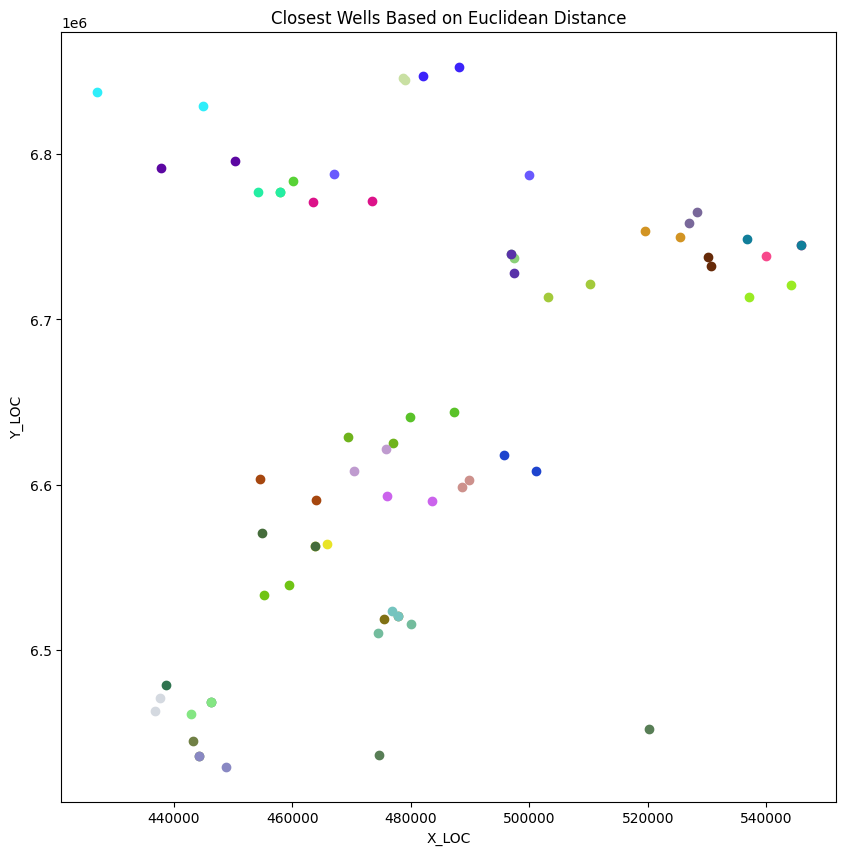 Closest Wells Based on Euclidean Distance
1e6
6.8
6.7
6.6
6.5
Y_LOC
440000 460000 480000 500000 520000 540000
X_LOC